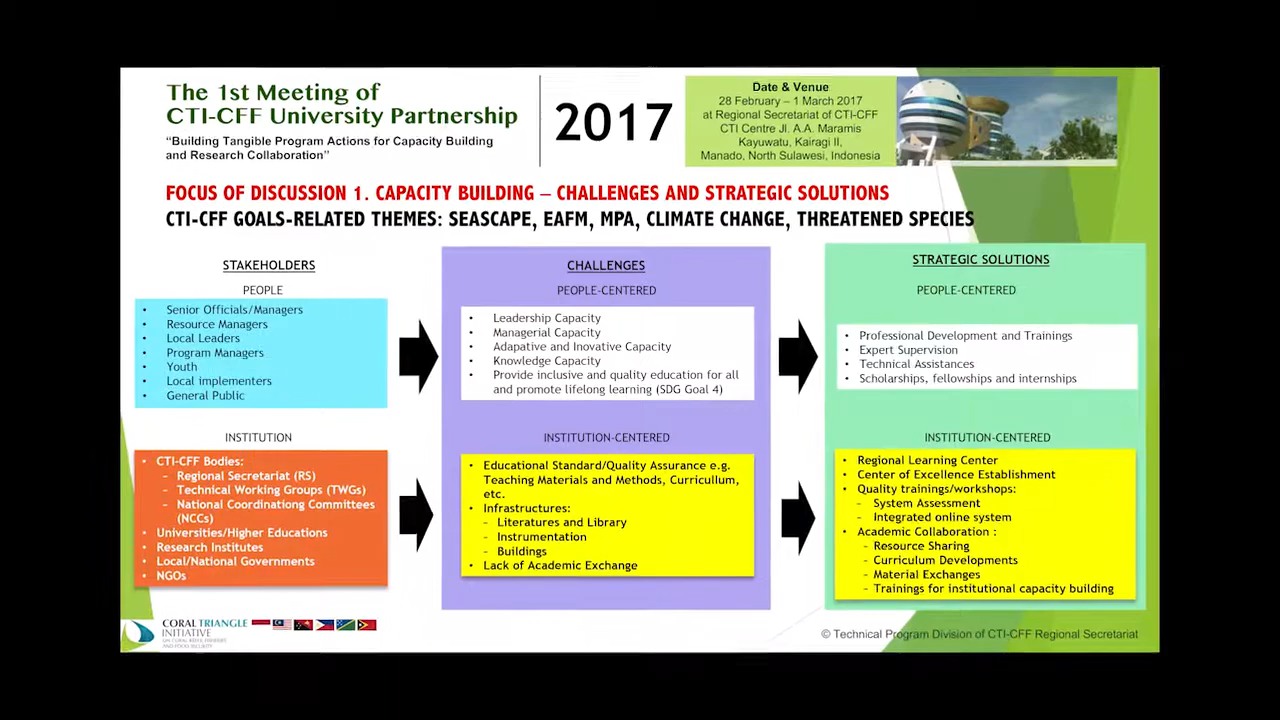 The 1st Meeting of
CTI-CFF University Partnership
“Building Tangible Program Actions for Capacity Building
and Research Collaboration”
2017
Date & Venue
28 February – 1 March 2017
at Regional Secretariat of CTI-CFF
CTI Centre Jl. A.A. Maramis
Kayuwatu, Kairagi II,
Manado, North Sulawesi, Indonesia
FOCUS OF DISCUSSION 1. CAPACITY BUILDING – CHALLENGES AND STRATEGIC SOLUTIONS
CTI-CFF GOALS-RELATED THEMES: SEASCAPE, EAFM, MPA, CLIMATE CHANGE, THREATENED SPECIES
STAKEHOLDERS
PEOPLE
• Senior Officials/Managers
• Resource Managers
• Local Leaders
• Program Managers
• Youth
• Local implementers
• General Public
INSTITUTION
• CTI-CFF Bodies:
– Regional Secretariat (RS)
– Technical Working Groups (TWGs)
– National Coordinationg Committees
(NCCs)
• Universities/Higher Educations
• Research Institutes
• Local/National Governments
• NGOs
CHALLENGES
PEOPLE-CENTERED
• Leadership Capacity
• Managerial Capacity
• Adapative and Inovative Capacity
• Knowledge Capacity
• Provide inclusive and quality education for all
and promote lifelong learning (SDG Goal 4)
INSTITUTION-CENTERED
• Educational Standard/Quality Assurance e.g.
Teaching Materials and Methods, Curricullum,
etc.
• Infrastructures:
– Literatures and Library
– Instrumentation
– Buildings
• Lack of Academic Exchange
STRATEGIC SOLUTIONS
PEOPLE-CENTERED
• Professional Development and Trainings
• Expert Supervision
• Technical Assistances
• Scholarships, fellowships and internships
INSTITUTION-CENTERED
• Regional Learning Center
• Center of Excellence Establishment
• Quality trainings/workshops:
– System Assessment
– Integrated online system
• Academic Collaboration :
– Resource Sharing
– Curriculum Developments
– Material Exchanges
– Trainings for institutional capacity building
CORAL TRIANGLE
INITIATIVE
ON CORAL REEFS, FISHERIES
AND FOOD SECURITY
© Technical Program Division of CTI-CFF Regional Secretariat